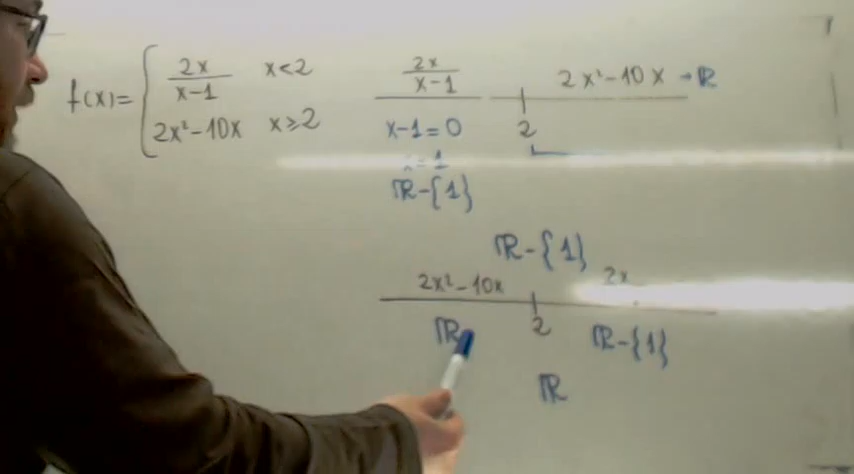 f(x)= { 2x/(x-1) x<2
2x²-10x x≥2
2x/(x-1) 2x²-10x → ℝ
x-1=0 2
x=1
ℝ-{1}
ℝ-{1}
2x²-10x 2x
ℝ 2 ℝ-{1}
ℝ